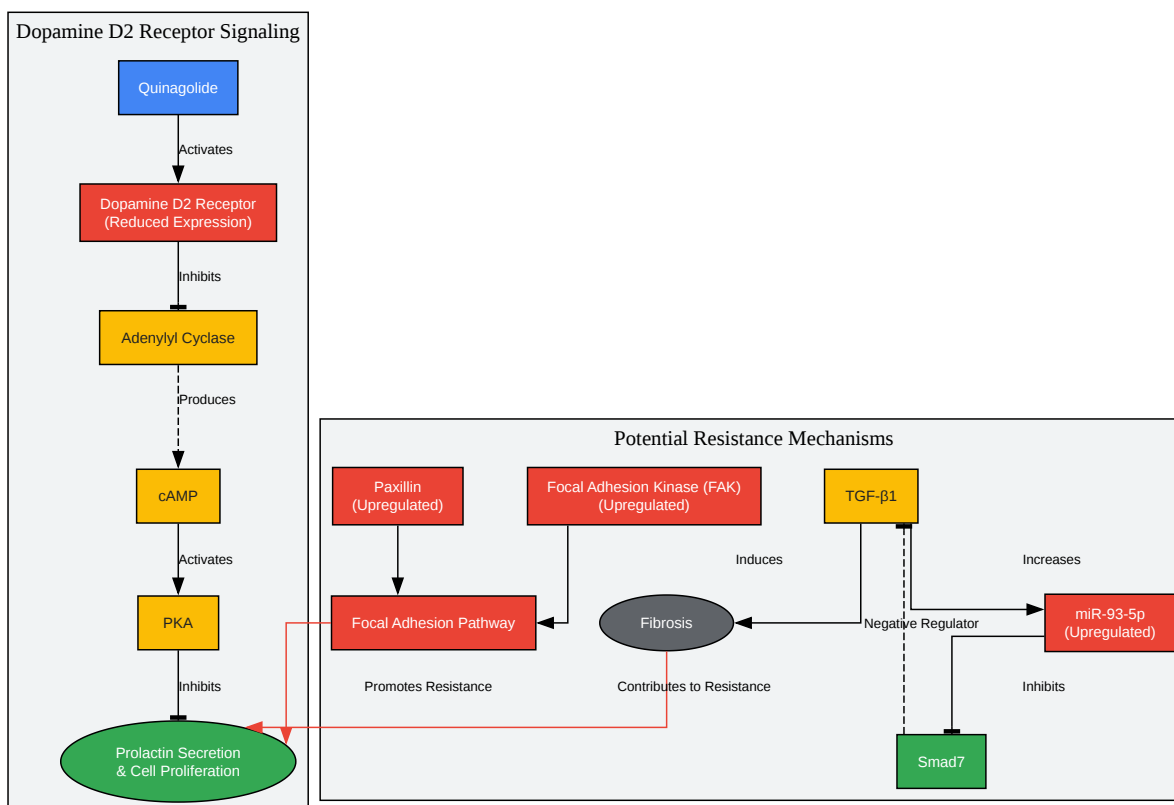 Dopamine D2 Receptor Signaling
Quinagolide
Activates
Dopamine D2 Receptor
(Reduced Expression)
Inhibits
Adenylyl Cyclase
Produces
cAMP
Activates
PKA
Inhibits
Prolactin Secretion
& Cell Proliferation
Potential Resistance Mechanisms
Paxillin
(Upregulated)
Focal Adhesion Kinase (FAK)
(Upregulated)
TGF-β1
Induces
Increases
Focal Adhesion Pathway
Fibrosis
Negative Regulator
miR-93-5p
(Upregulated)
Promotes Resistance
Contributes to Resistance
Inhibits
Smad7